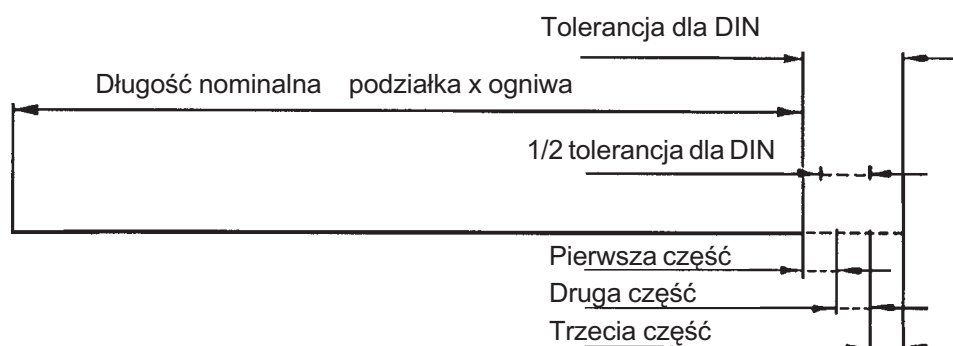 Tolerancja dla DIN
Długość nominalna podziałka x ogniwa
1/2 tolerancja dla DIN
Pierwsza część
Druga część
Trzecia część